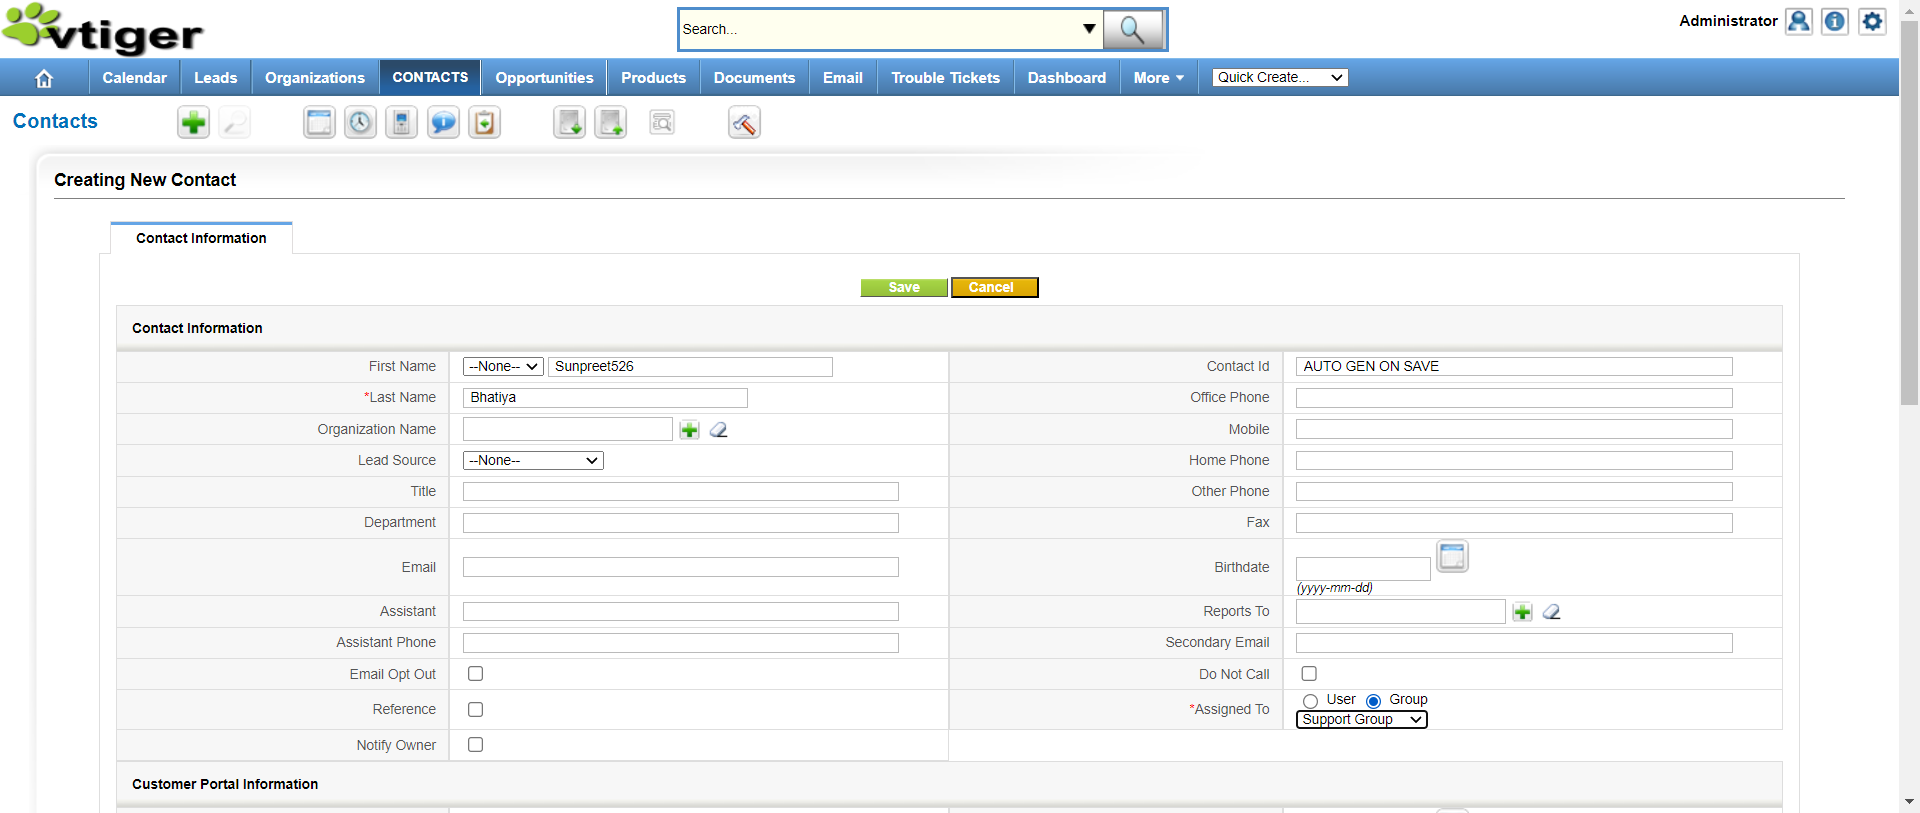 vtiger
Search...
Administrator
Calendar Leads Organizations CONTACTS Opportunities Products Documents Email Trouble Tickets Dashboard More Quick Create...
Contacts
Creating New Contact
Contact Information
Save Cancel
Contact Information
First Name --None-- Sunpreet526 Contact Id AUTO GEN ON SAVE
*Last Name Bhatiya Office Phone
Organization Name Mobile
Lead Source --None-- Home Phone
Title Other Phone
Department Fax
Email Birthdate
(yyyy-mm-dd)
Assistant Reports To
Assistant Phone Secondary Email
Email Opt Out Do Not Call
Reference *Assigned To User Group
Support Group
Notify Owner
Customer Portal Information